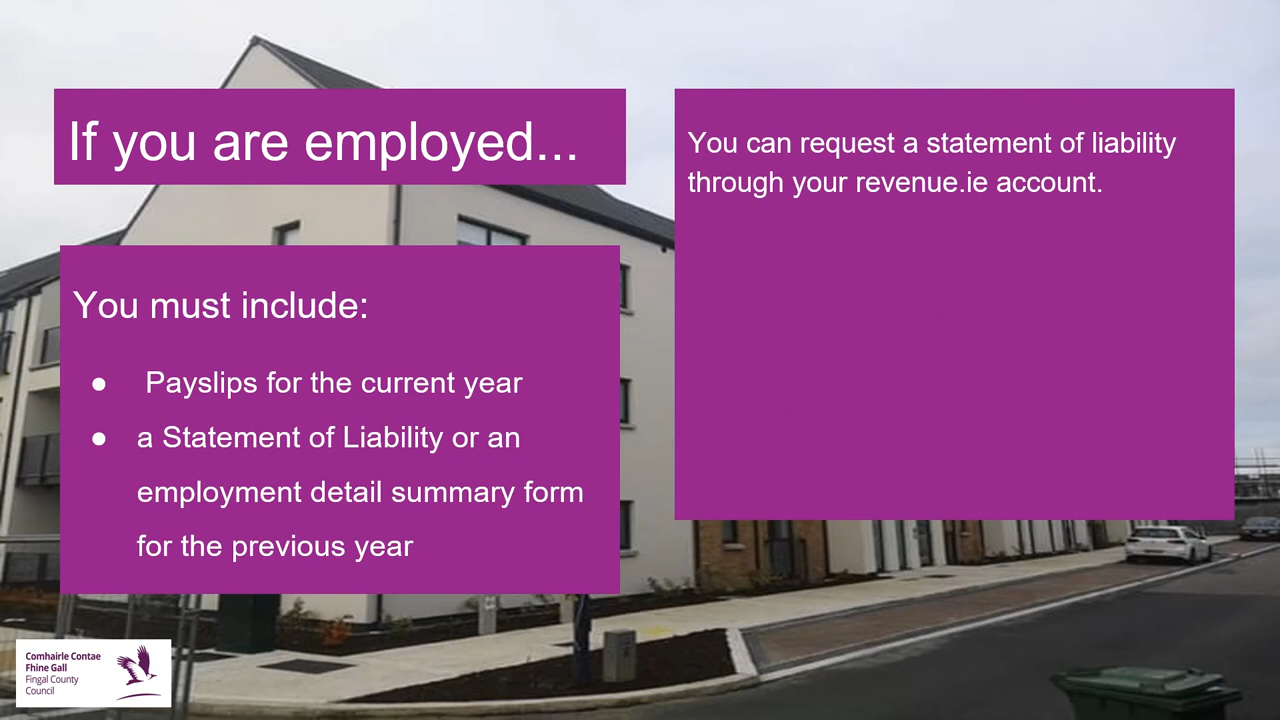 If you are employed...
You must include:
● Payslips for the current year
● a Statement of Liability or an
employment detail summary form
for the previous year
You can request a statement of liability
through your revenue.ie account.
Comhairle Contae
Fhine Gall
Fingal County
Council